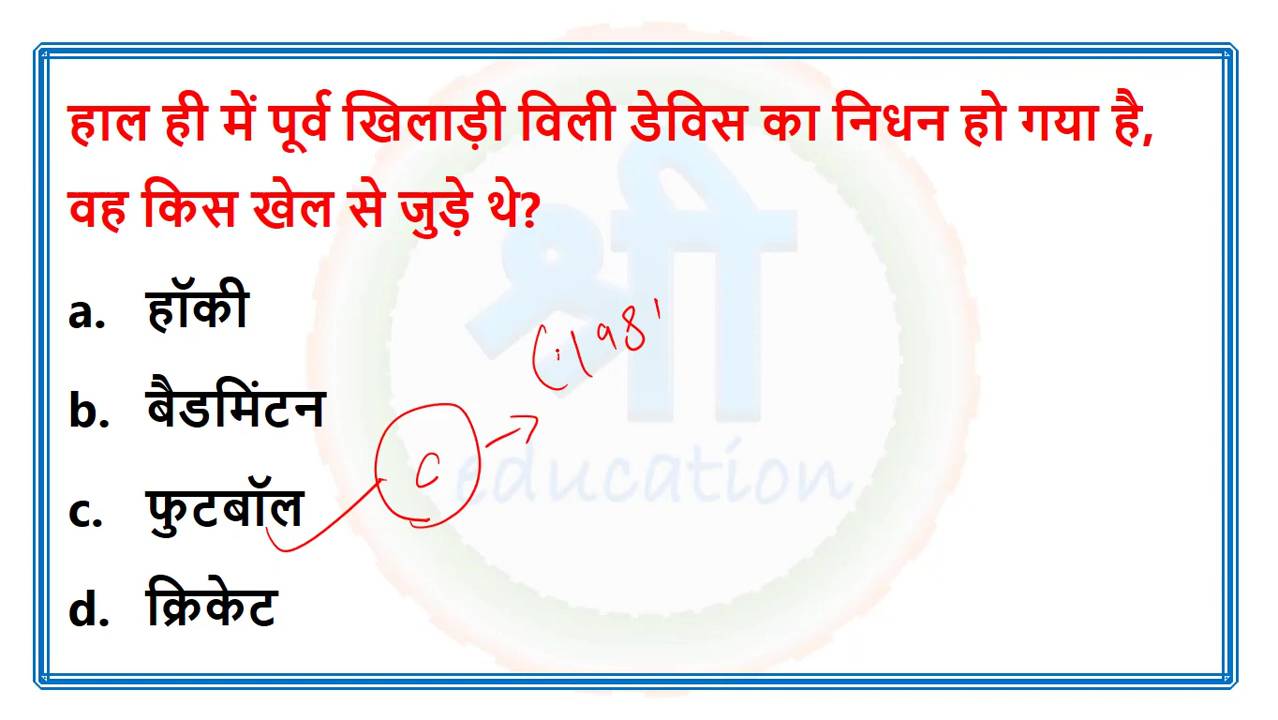 हाल ही में पूर्व खिलाड़ी विली डेविस का निधन हो गया है,
वह किस खेल से जुड़े थे?
a. हॉकी
(1981
b. बैडमिंटन
C
education
श्री
c. फुटबॉल
d. क्रिकेट